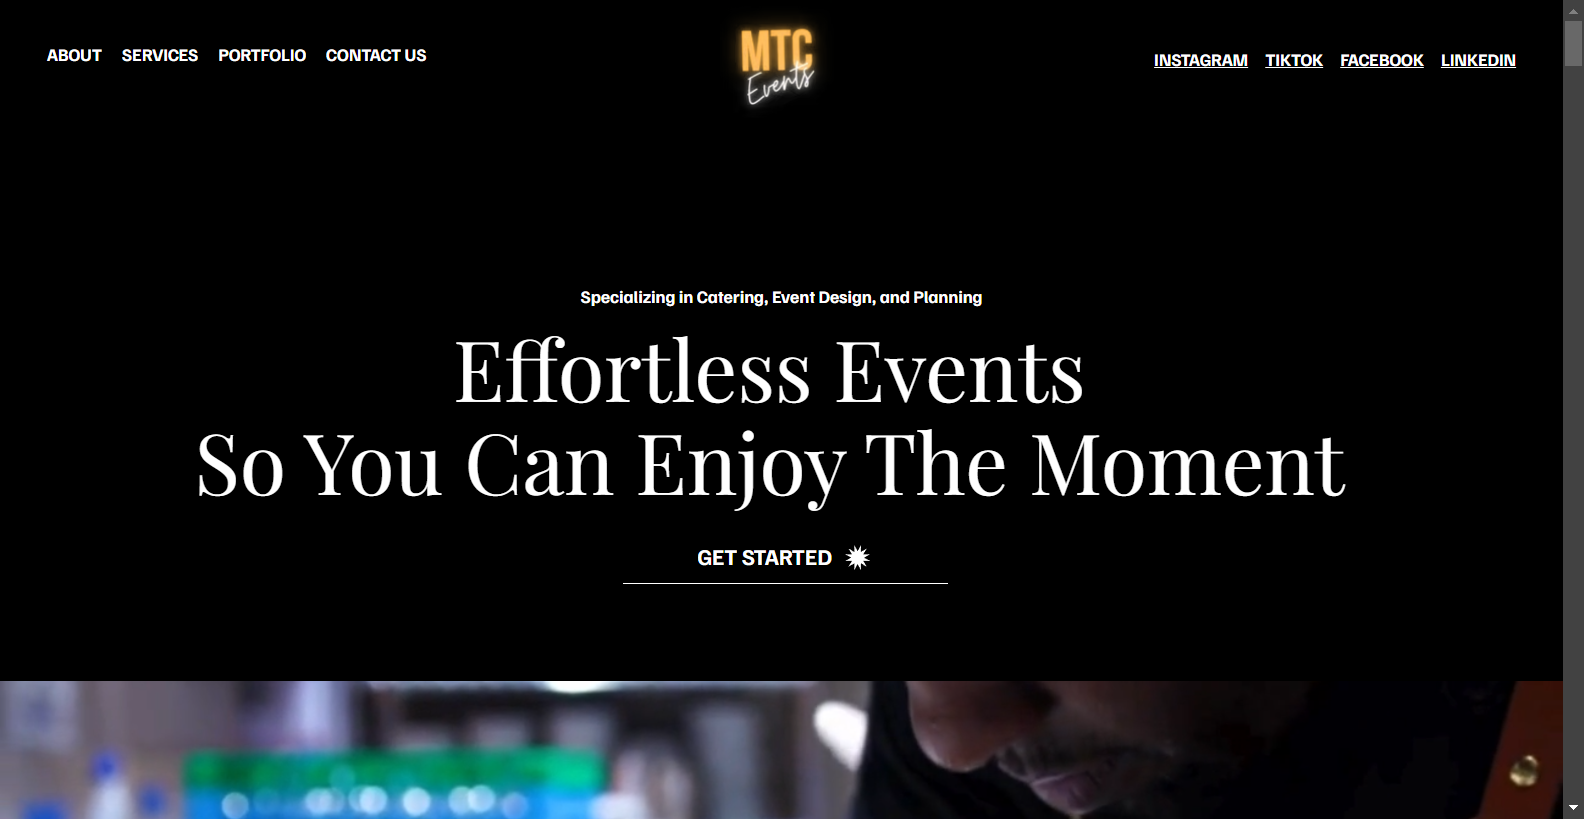 ABOUT SERVICES PORTFOLIO CONTACT US
MTC
Events
INSTAGRAM TIKTOK FACEBOOK LINKEDIN
Specializing in Catering, Event Design, and Planning
Effortless Events
So You Can Enjoy The Moment
GET STARTED